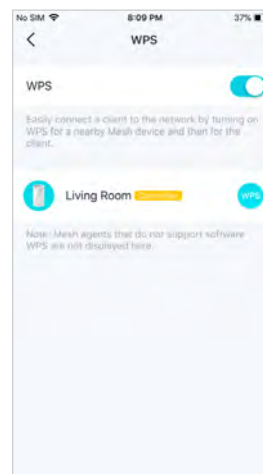 No SIM 8:09 PM 37%
WPS
WPS
Easily connect a client to the network by turning on
WPS for a nearby Mesh device and then for the
client.
Living Room Controller WPS
Note: Mesh agents that do not support software
WPS are not displayed here.